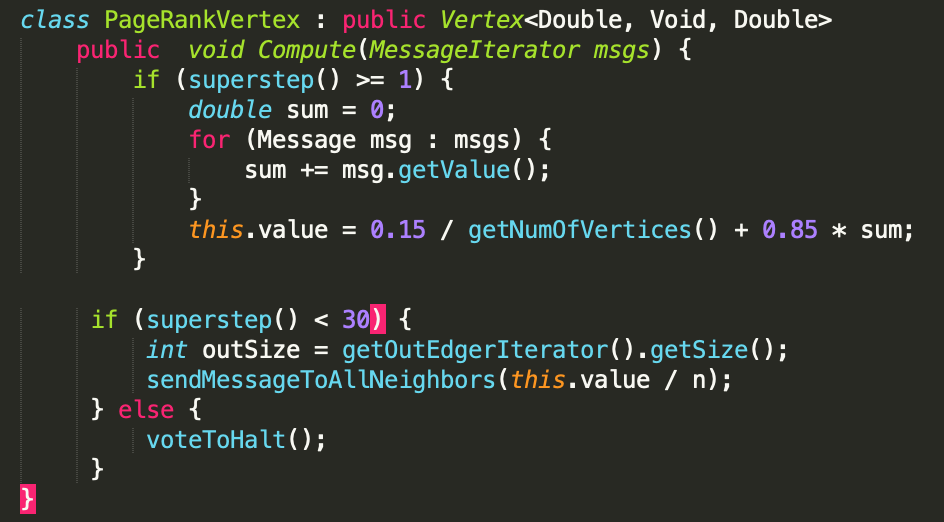 class PageRankVertex : public Vertex<Double, Void, Double>
public  void Compute(MessageIterator msgs) {
if (superstep() >= 1) {
double sum = 0;
for (Message msg : msgs) {
sum += msg.getValue();
}
this.value = 0.15 / getNumOfVertices() + 0.85 * sum;
}
if (superstep() < 30) {
int outSize = getOutEdgerIterator().getSize();
sendMessageToAllNeighbors(this.value / n);
} else {
voteToHalt();
}
}